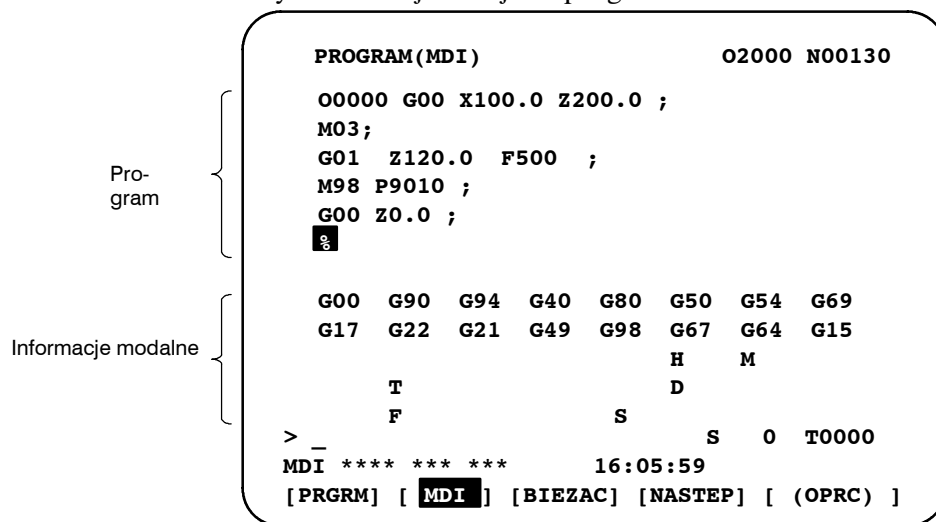 PROGRAM(MDI) O2000 N00130
O0000 G00 X100.0 Z200.0 ;
M03;
G01 Z120.0 F500 ;
M98 P9010 ;
G00 Z0.0 ;
%
Pro-
gram
G00 G90 G94 G40 G80 G50 G54 G69
G17 G22 G21 G49 G98 G67 G64 G15
H M
T D
F S
Informacje modalne
> _ S 0 T0000
MDI **** *** *** 16:05:59
[PRGRM] [ MDI ] [BIEZAC] [NASTEP] [ (OPRC) ]